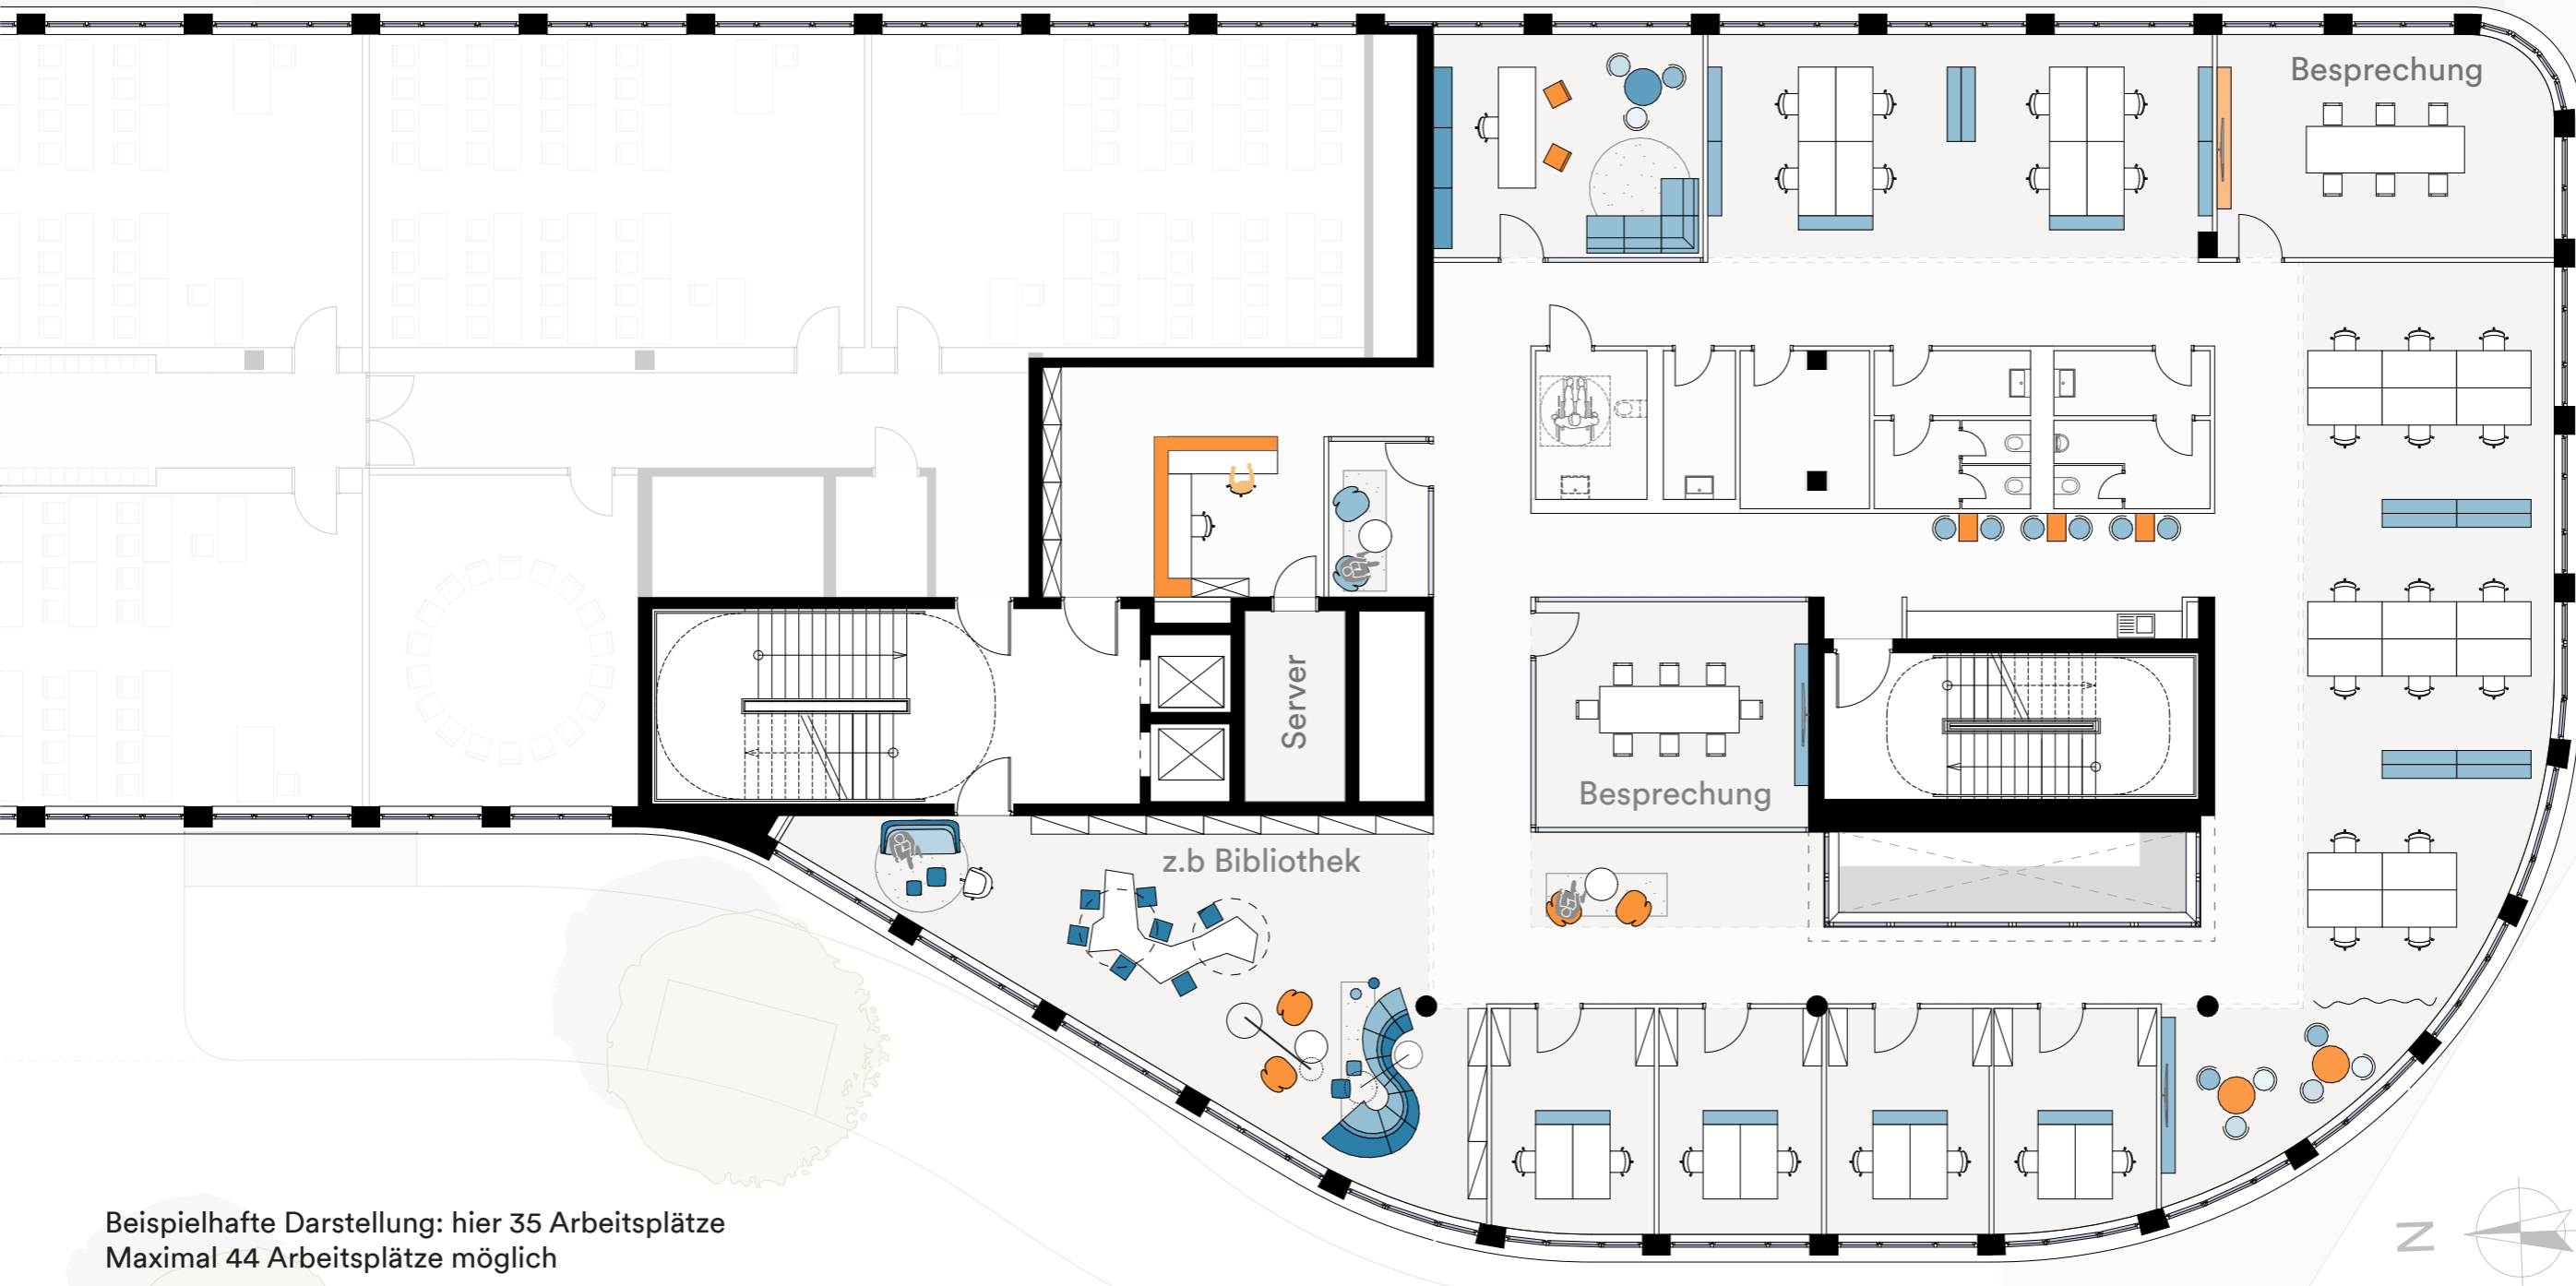 Besprechung
Server
Besprechung
z.b Bibliothek
Beispielhafte Darstellung: hier 35 Arbeitsplätze
Maximal 44 Arbeitsplätze möglich
N